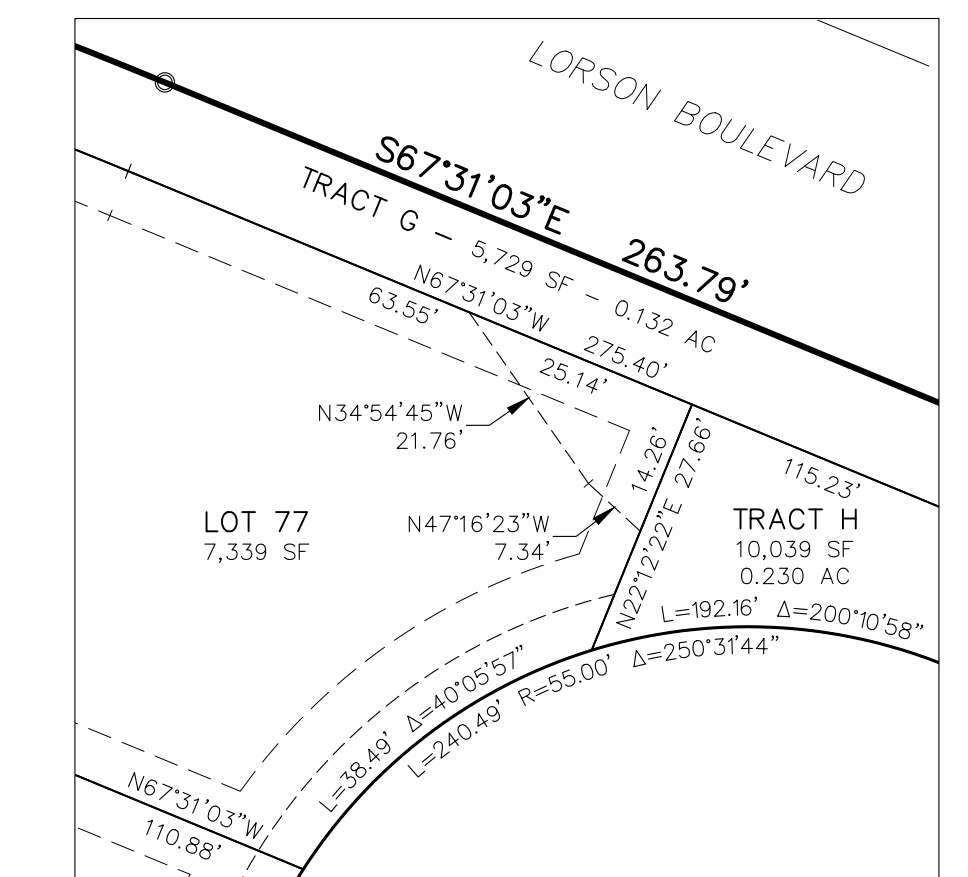 LORSON BOULEVARD
S67°31'03"E 263.79'
TRACT G – 5,729 SF – 0.132 AC
N67°31'03"W 275.40'
63.55'
25.14'
N34°54'45"W
21.76'
14.26'
N22°12'22"E 27.66'
115.23'
LOT 77
7,339 SF
N47°16'23"W
7.34'
TRACT H
10,039 SF
0.230 AC
L=192.16' Δ=200°10'58"
L=38.49' Δ=40°05'57"
L=240.49' R=55.00' Δ=250°31'44"
N67°31'03"W
110.88'